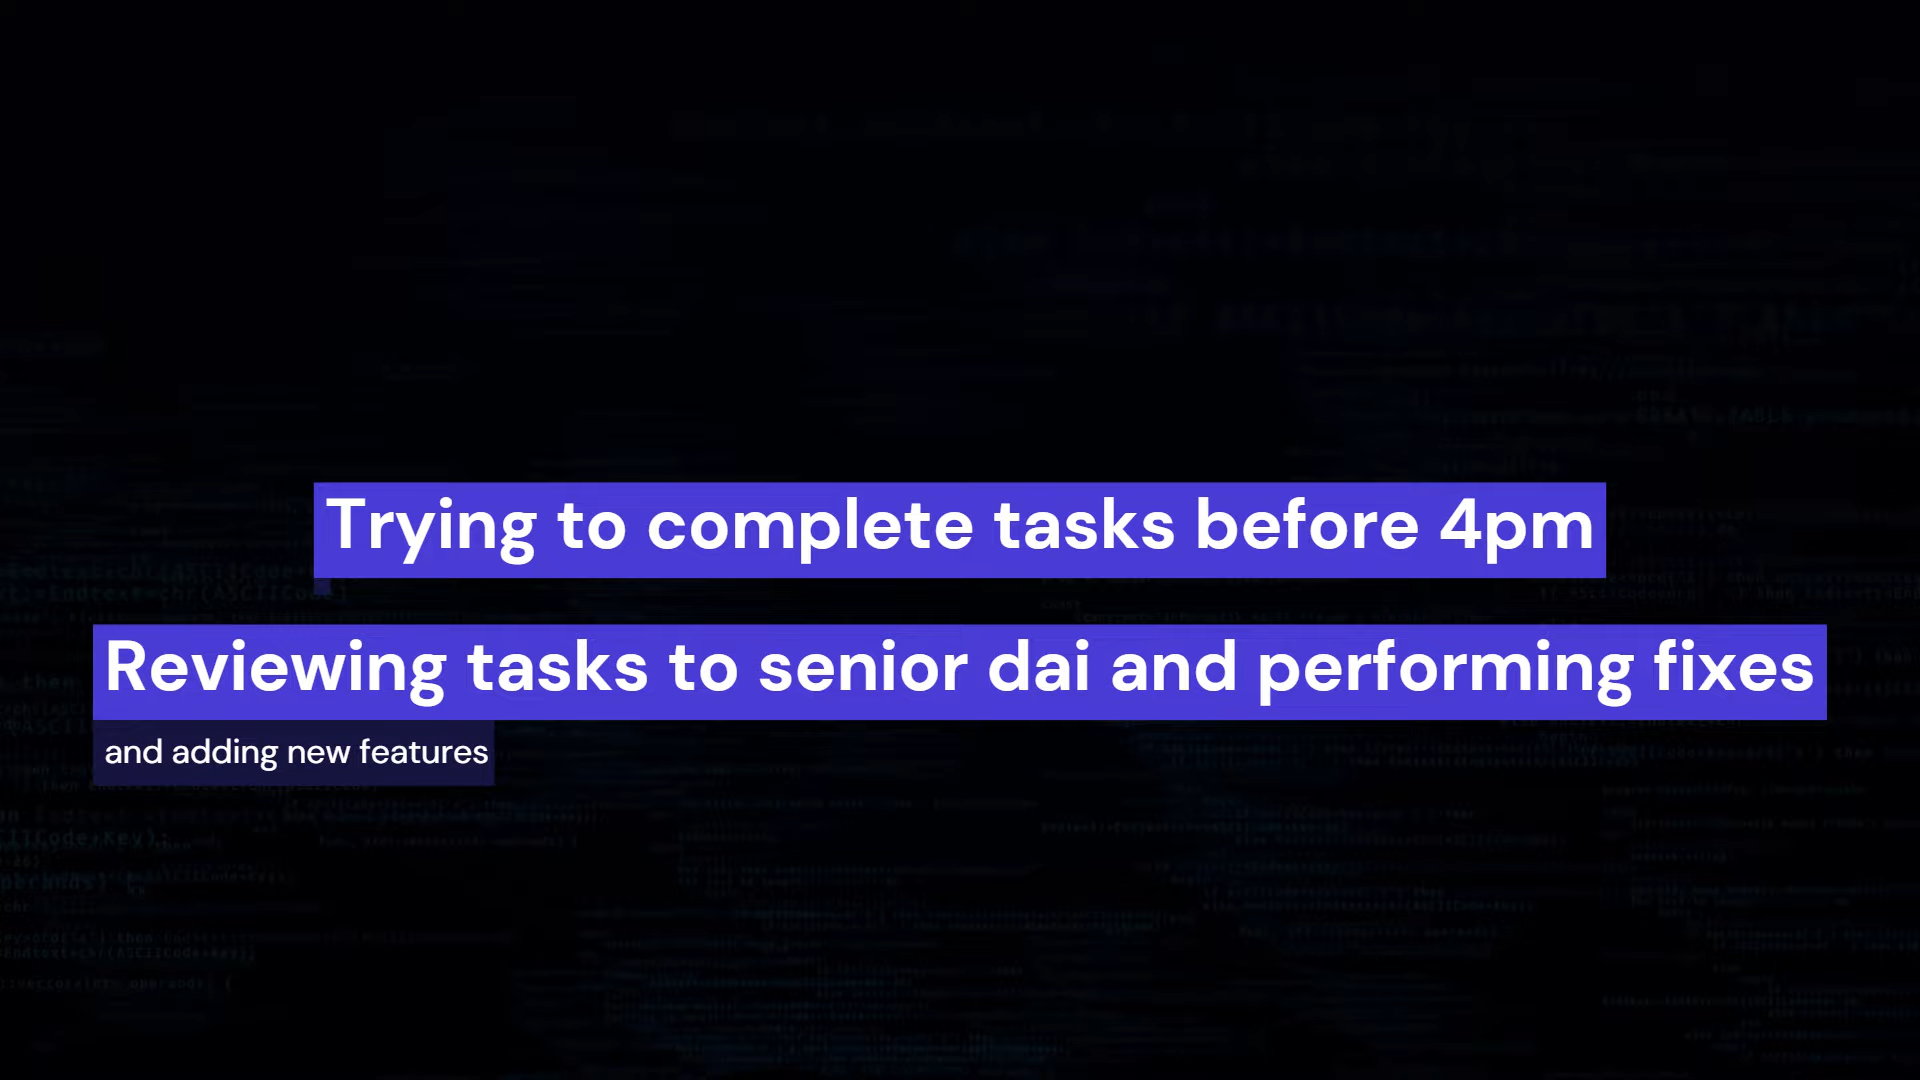 Trying to complete tasks before 4pm
Reviewing tasks to senior dai and performing fixes
and adding new features